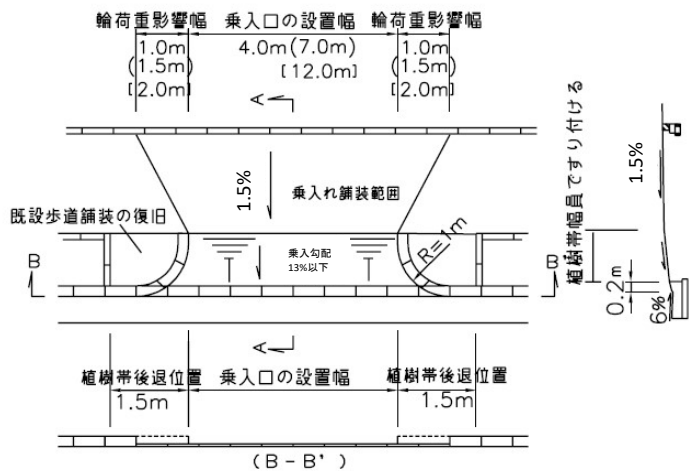 輪荷重影響幅 乗入口の設置幅 輪荷重影響幅
1.0m 4.0m(7.0m) 1.0m
(1.5m) [12.0m] (1.5m)
[2.0m] [2.0m]
A
1.5%
乗入れ舗装範囲
既設歩道舗装の復旧
乗入勾配
13%以下
R=1m
B
B'
植樹帯幅員ですり付ける
1.5%
0.2m
6%
A
植樹帯後退位置 乗入口の設置幅 植樹帯後退位置
1.5m 1.5m
(B-B')